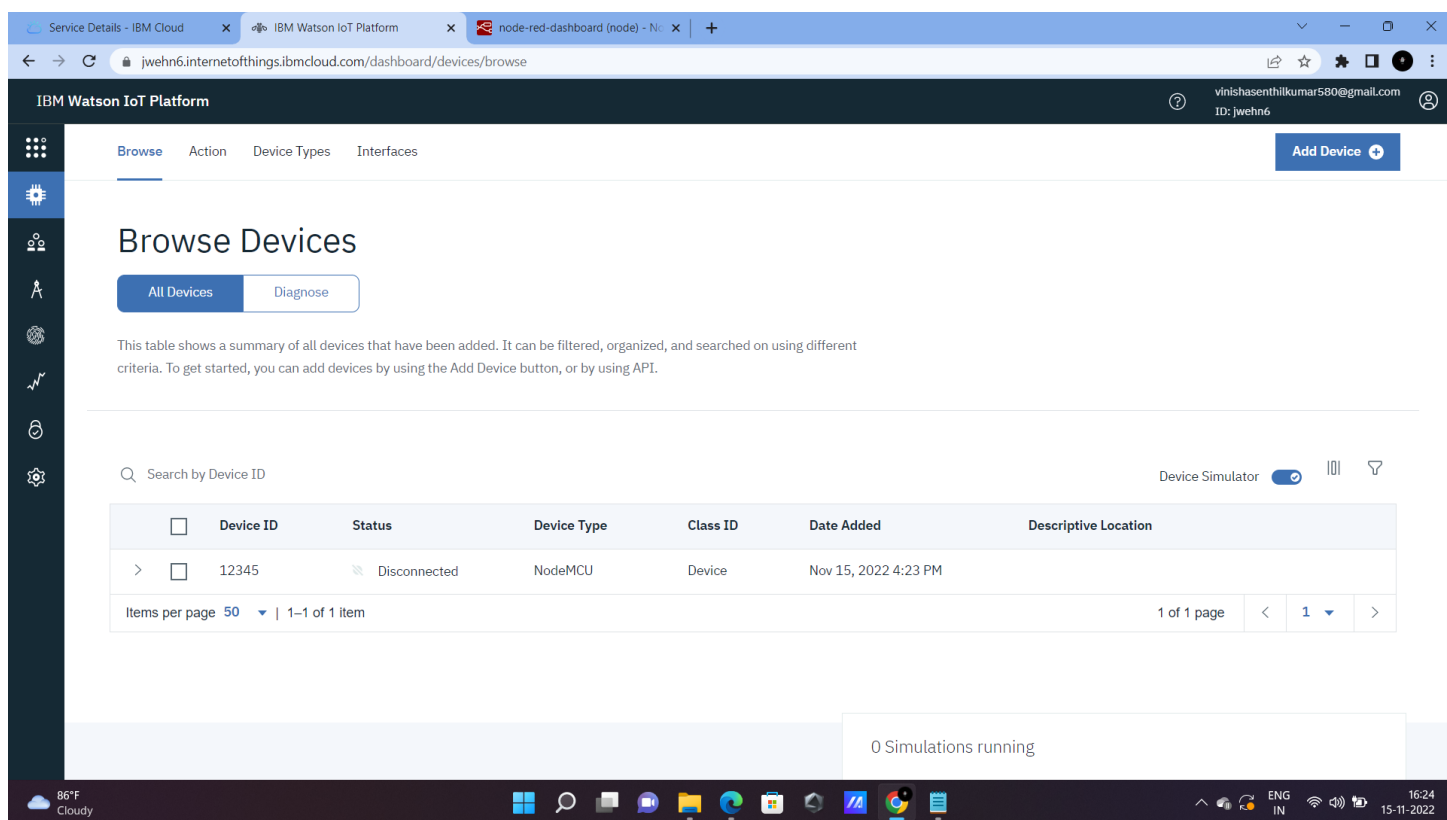 Service Details - IBM Cloud
IBM Watson IoT Platform
node-red-dashboard (node) - No
jwehn6.internetofthings.ibmcloud.com/dashboard/devices/browse
IBM Watson IoT Platform
vinishasenthilkumar580@gmail.com
ID: jwehn6
Browse Action Device Types Interfaces
Add Device
Browse Devices
All Devices Diagnose
This table shows a summary of all devices that have been added. It can be filtered, organized, and searched on using different
criteria. To get started, you can add devices by using the Add Device button, or by using API.
Search by Device ID
Device Simulator
Device ID Status Device Type Class ID Date Added Descriptive Location
12345 Disconnected NodeMCU Device Nov 15, 2022 4:23 PM
Items per page 50 | 1–1 of 1 item
1 of 1 page 1
0 Simulations running
86°F
Cloudy
ENG
IN
16:24
15-11-2022